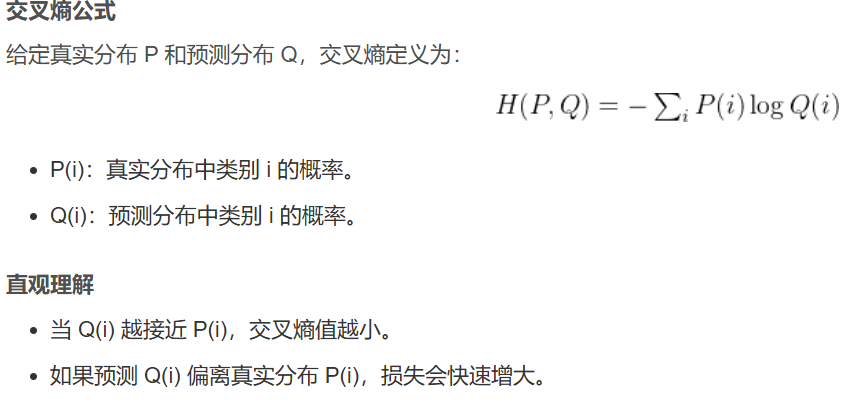 交叉熵公式
给定真实分布 P 和预测分布 Q，交叉熵定义为：
H(P, Q) = − ∑_i P(i) log Q(i)
• P(i)：真实分布中类别 i 的概率。
• Q(i)：预测分布中类别 i 的概率。
直观理解
• 当 Q(i) 越接近 P(i)，交叉熵值越小。
• 如果预测 Q(i) 偏离真实分布 P(i)，损失会快速增大。